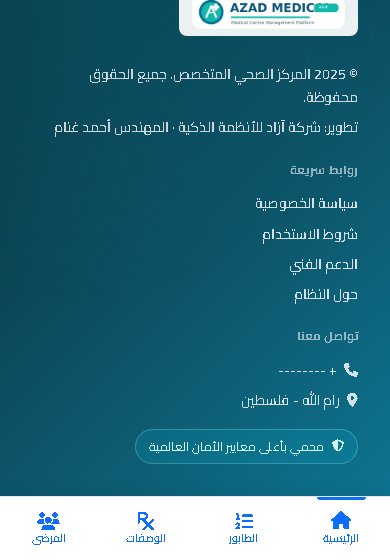 AZAD MEDIC
Medical Center Management Platform
© 2025 المركز الصحي المتخصص. جميع الحقوق
محفوظة.
تطوير: شركة آزاد للأنظمة الذكية · المهندس أحمد غنام
روابط سريعة
سياسة الخصوصية
شروط الاستخدام
الدعم الفني
حول النظام
تواصل معنا
+ --------
رام الله - فلسطين
محمي بأعلى معايير الأمان العالمية
الرئيسية
الطابور
الوصفات
المرضى